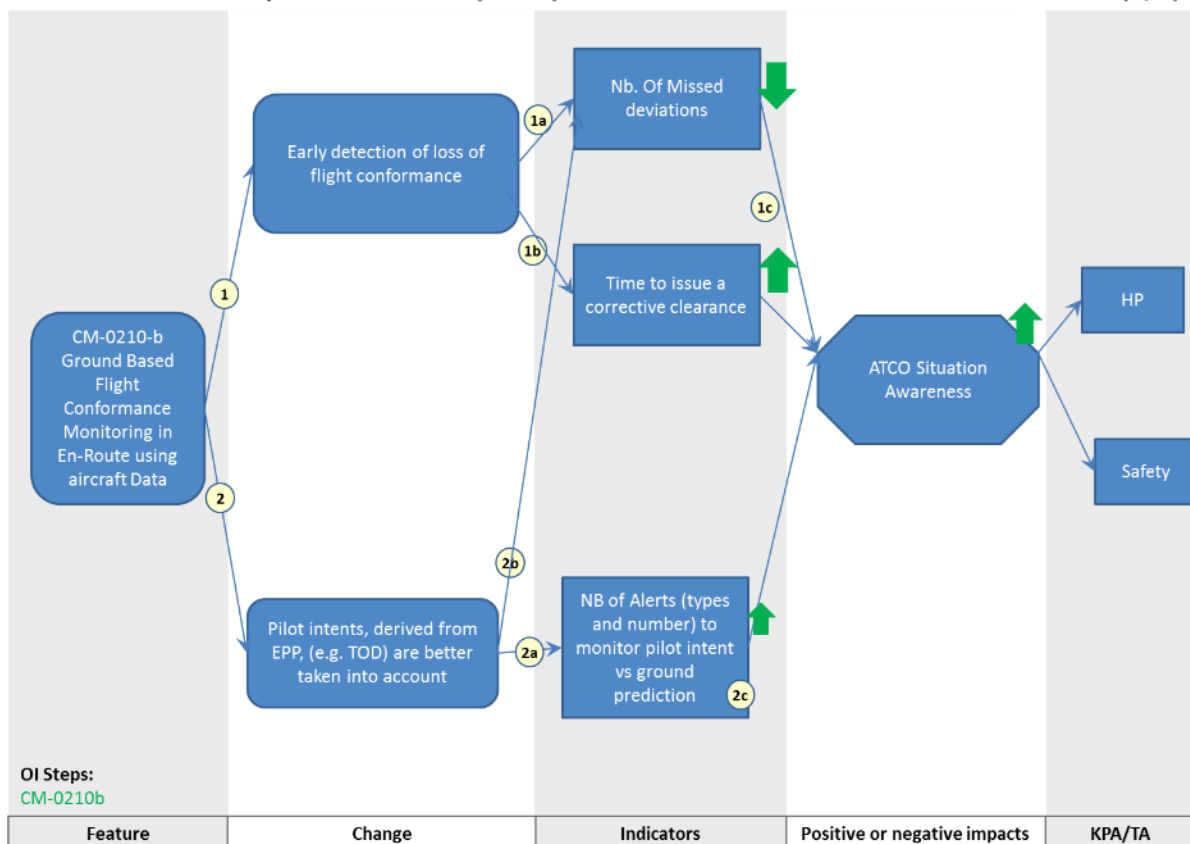 Nb. Of Missed
deviations
1a
Early detection of loss of
flight conformance
1c
1b
Time to issue a
corrective clearance
1
HP
CM-0210-b
Ground Based
Flight
Conformance
Monitoring in
En-Route using
aircraft Data
ATCO Situation
Awareness
Safety
2
2b
NB of Alerts (types
and number) to
monitor pilot intent
vs ground
prediction
Pilot intents, derived from
EPP, (e.g. TOD) are better
taken into account
2a
2c
OI Steps:
CM-0210b
Feature
Change
Indicators
Positive or negative impacts
KPA/TA